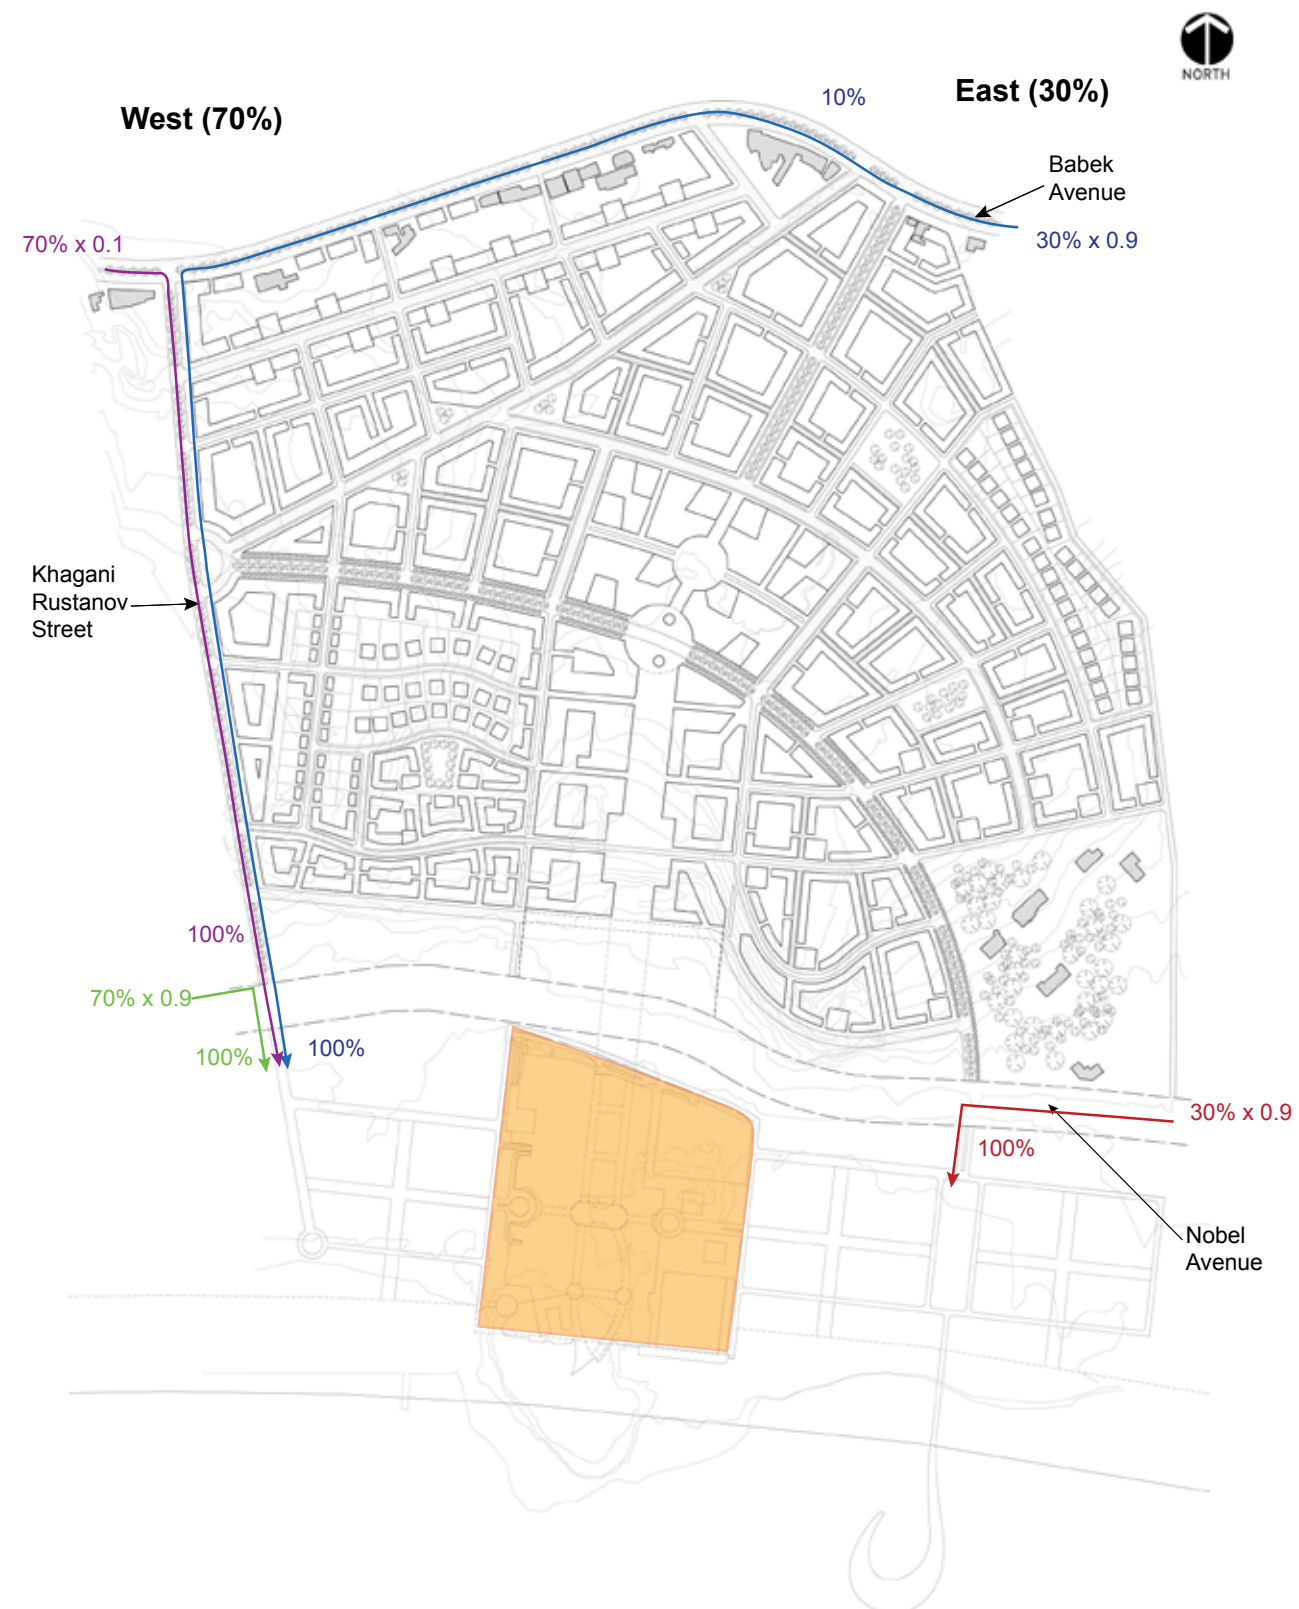 NORTH
East (30%)
10%
West (70%)
Babek
Avenue
70% x 0.1
30% x 0.9
Khagani
Rustanov
Street
100%
70% x 0.9
100%
100%
30% x 0.9
100%
Nobel
Avenue